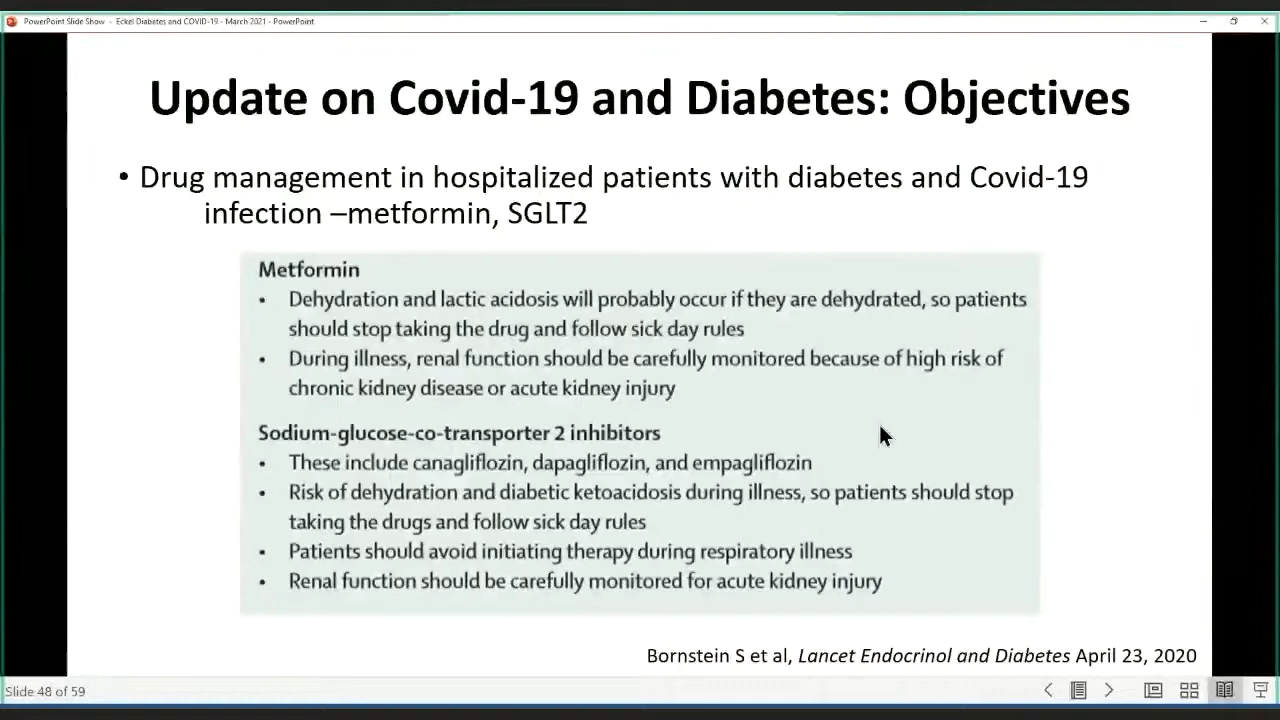 PowerPoint Slide Show - Eckel Diabetes and COVID-19 - March 2021 - PowerPoint
Update on Covid-19 and Diabetes: Objectives
• Drug management in hospitalized patients with diabetes and Covid-19
infection –metformin, SGLT2
Metformin
• Dehydration and lactic acidosis will probably occur if they are dehydrated, so patients
should stop taking the drug and follow sick day rules
• During illness, renal function should be carefully monitored because of high risk of
chronic kidney disease or acute kidney injury
Sodium-glucose-co-transporter 2 inhibitors
• These include canagliflozin, dapagliflozin, and empagliflozin
• Risk of dehydration and diabetic ketoacidosis during illness, so patients should stop
taking the drugs and follow sick day rules
• Patients should avoid initiating therapy during respiratory illness
• Renal function should be carefully monitored for acute kidney injury
Bornstein S et al, Lancet Endocrinol and Diabetes April 23, 2020
Slide 48 of 59